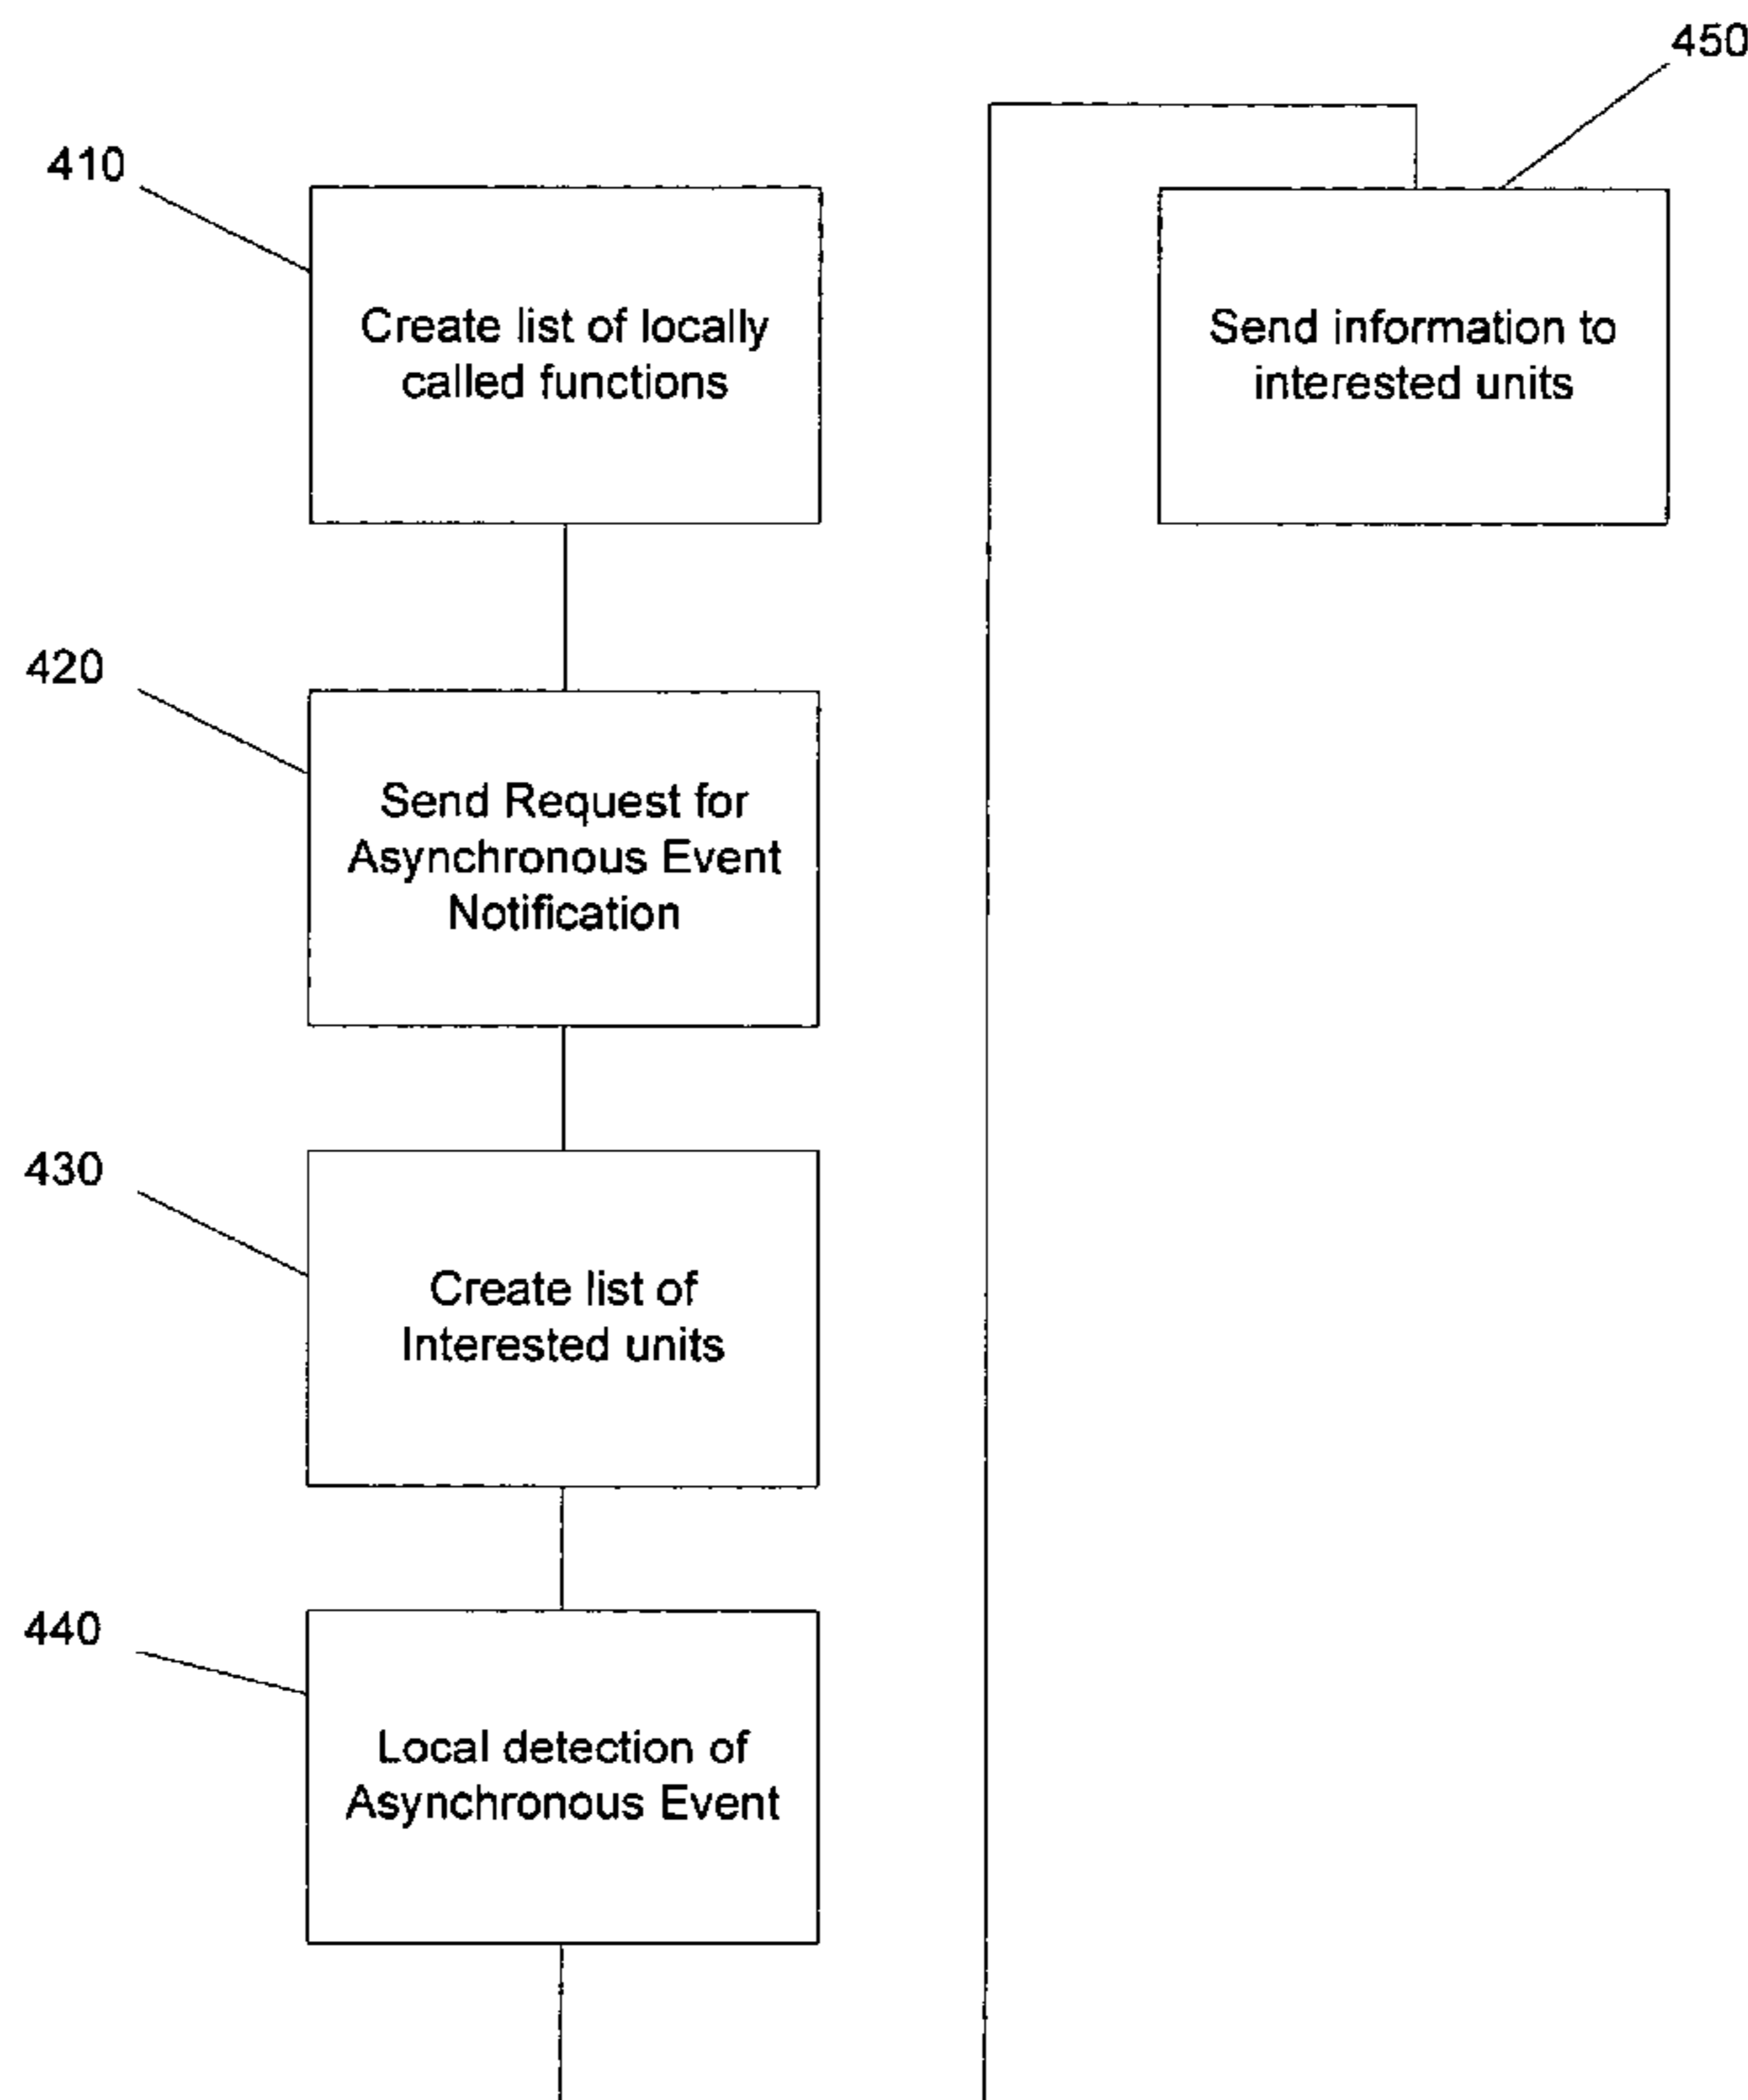 410
Create list of locally
called functions
420
Send Request for
Asynchronous Event
Notification
430
Create list of
Interested units
440
Local detection of
Asynchronous Event
450
Send information to
interested units